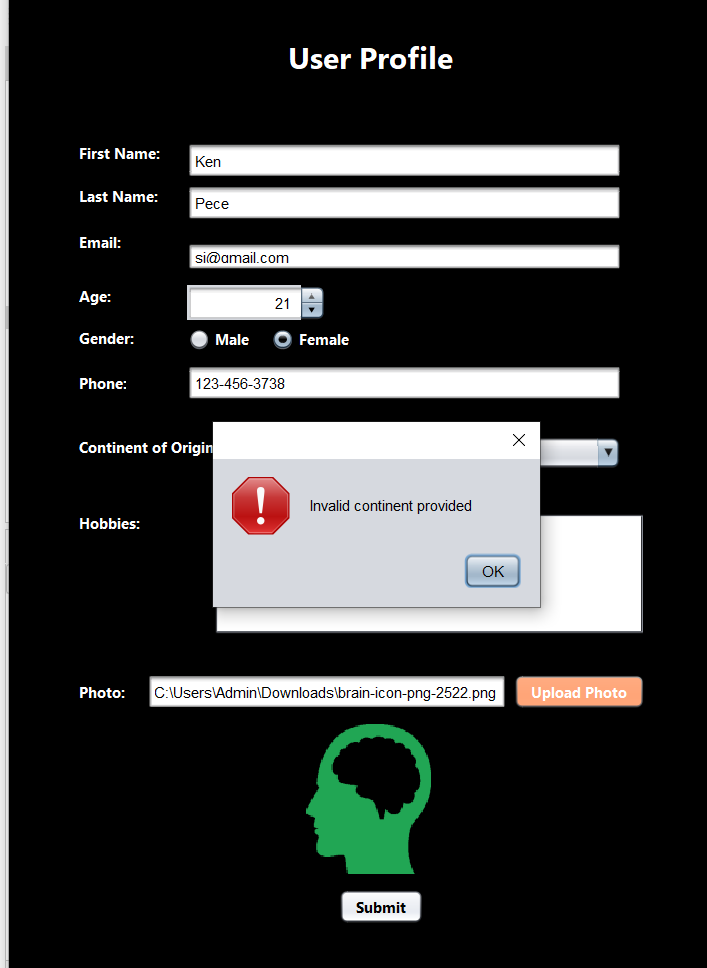 User Profile
First Name: Ken
Last Name: Pece
Email: si@gmail.com
Age: 21
Gender: Male Female
Phone: 123-456-3738
Continent of Origin
Invalid continent provided
OK
Hobbies:
Photo: C:\Users\Admin\Downloads\brain-icon-png-2522.png Upload Photo
Submit